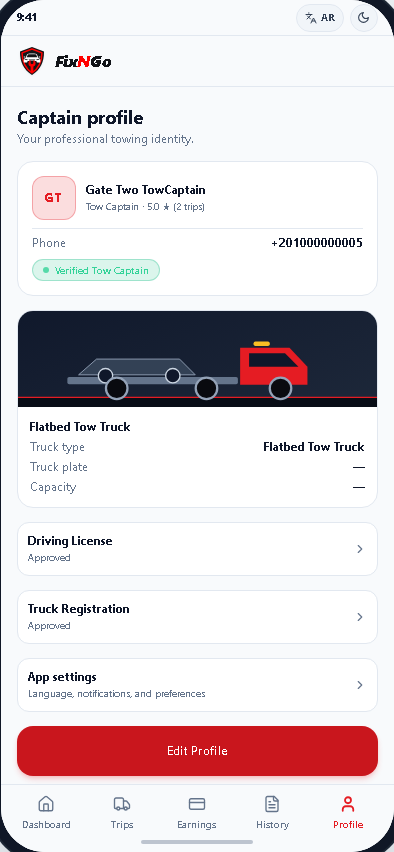 9:41
AR
FixNGo
Captain profile
Your professional towing identity.
GT
Gate Two TowCaptain
Tow Captain · 5.0 ★ (2 trips)
Phone
+201000000005
Verified Tow Captain
Flatbed Tow Truck
Truck type
Flatbed Tow Truck
Truck plate
—
Capacity
—
Driving License
Approved
Truck Registration
Approved
App settings
Language, notifications, and preferences
Edit Profile
Dashboard
Trips
Earnings
History
Profile